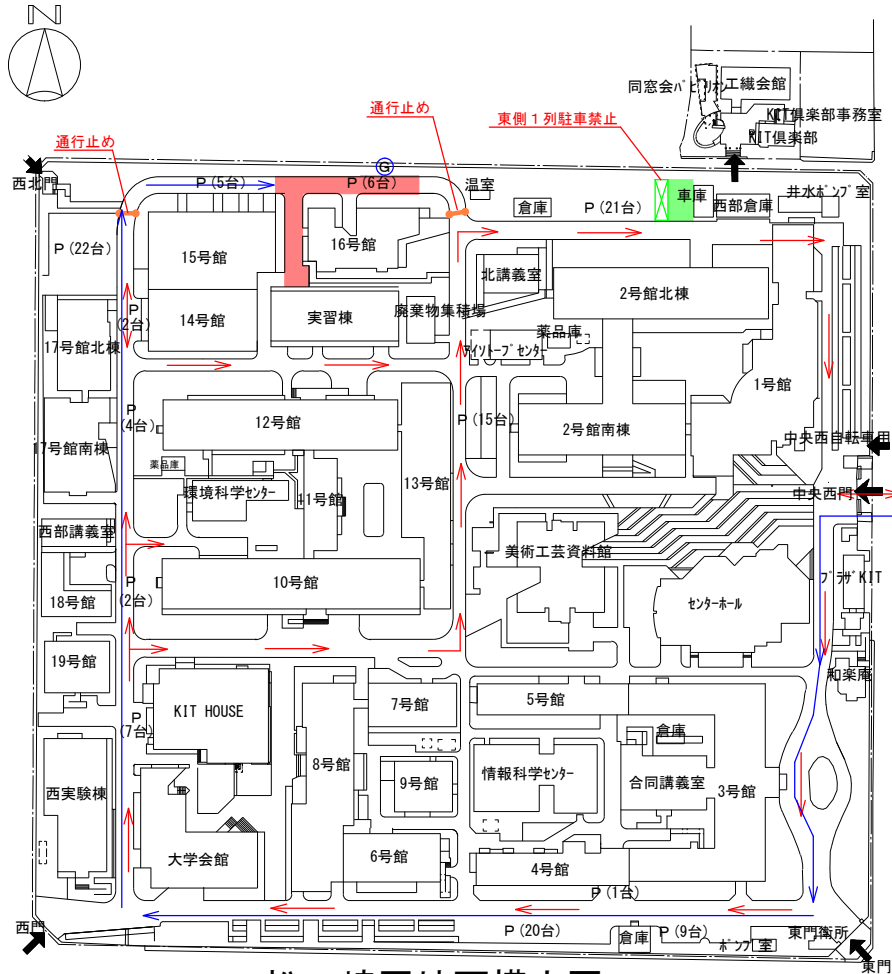 N
同窓会パビリオン
工繊会館
KIT倶楽部事務室
KIT倶楽部
通行止め
東側１列駐車禁止
通行止め
G
西北門
P (5台)
P (6台)
温室
倉庫
P (21台)
車庫
西部倉庫
井水ポンプ室
P (22台)
15号館
16号館
北講義室
2号館北棟
P
(2台)
14号館
実習棟
廃棄物集積場
薬品庫
アイソトープセンター
17号館北棟
1号館
P
(4台)
12号館
P (15台)
2号館南棟
17号館南棟
中央西自転車用
薬品庫
環境科学センター
11号館
13号館
中央西門
西部講義室
美術工芸資料館
10号館
P
(2台)
18号館
プラザKIT
センターホール
19号館
和楽庵
KIT HOUSE
7号館
5号館
P
(7台)
倉庫
8号館
西実験棟
9号館
情報科学センター
合同講義室
3号館
大学会館
6号館
4号館
P (1台)
西門
P (20台)
倉庫
P (9台)
ポンプ室
東門衛所
東門